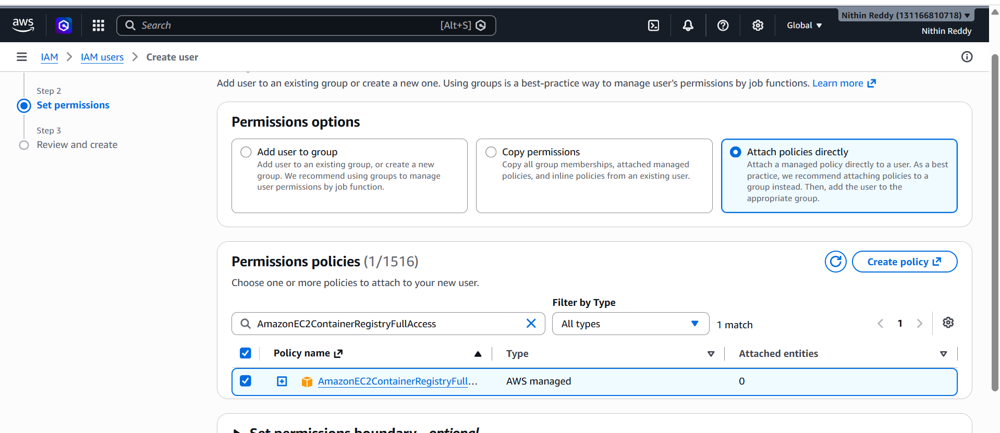 aws
Search
[Alt+S]
Global
Nithin Reddy (131166810718)
Nithin Reddy
IAM
IAM users
Create user
Step 2
Set permissions
Step 3
Review and create
Add user to an existing group or create a new one. Using groups is a best-practice way to manage user's permissions by job functions. Learn more
Permissions options
Add user to group
Add user to an existing group, or create a new
group. We recommend using groups to manage
user permissions by job function.
Copy permissions
Copy all group memberships, attached managed
policies, and inline policies from an existing user.
Attach policies directly
Attach a managed policy directly to a user. As a best
practice, we recommend attaching policies to a
group instead. Then, add the user to the
appropriate group.
Permissions policies (1/1516)
Create policy
Choose one or more policies to attach to your new user.
Filter by Type
AmazonEC2ContainerRegistryFullAccess
All types
1 match
1
Policy name
Type
Attached entities
AmazonEC2ContainerRegistryFull...
AWS managed
0
Set permissions boundary - optional